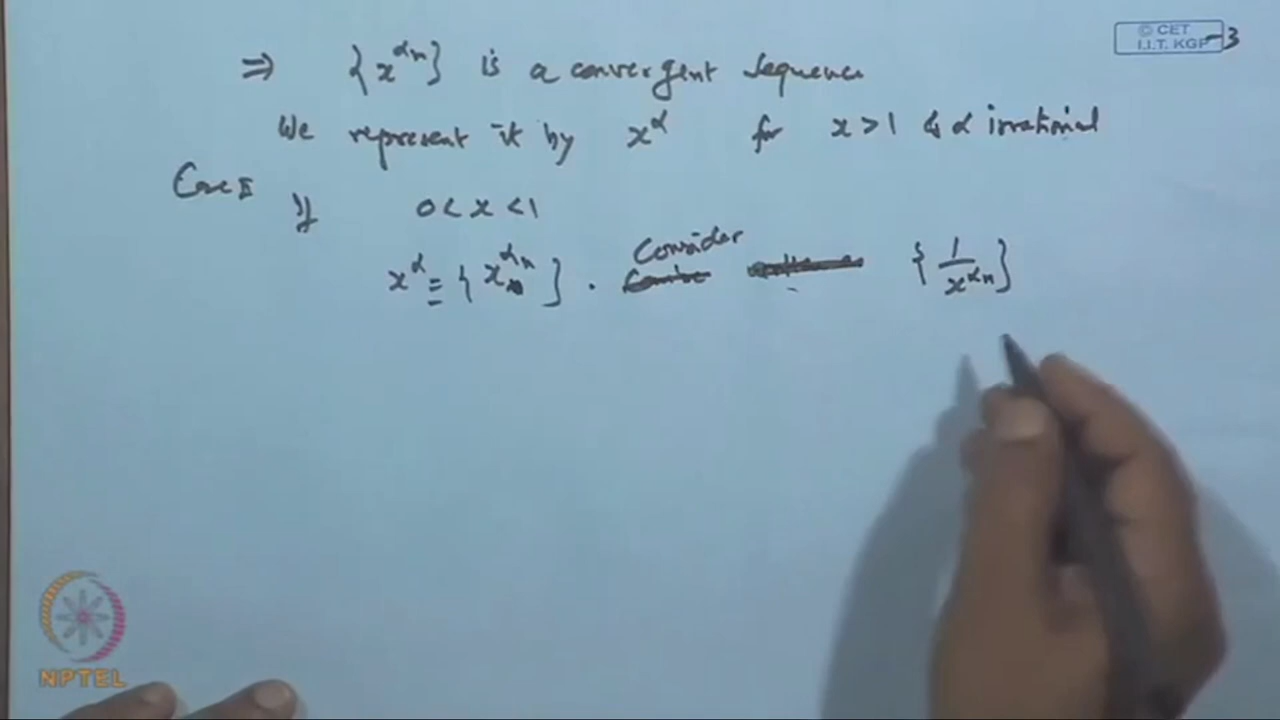 © CET
I.I.T. KGP -3
⇒ {x^{αₙ}} is a convergent sequence
We represent it by x^α for x > 1 & α irrational
Case II If 0 < x < 1
x^α = {x^{αₙ}} . Consider {1/x^{αₙ}}
NPTEL